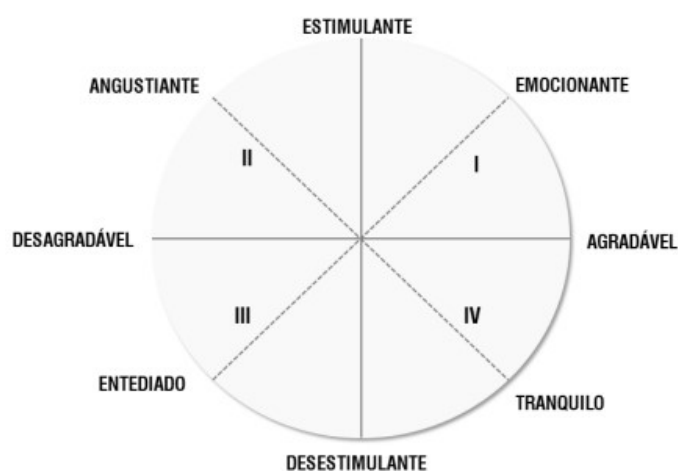 ESTIMULANTE
ANGUSTIANTE
EMOCIONANTE
II
I
DESAGRADÁVEL
AGRADÁVEL
III
IV
ENTEDIADO
TRANQUILO
DESESTIMULANTE